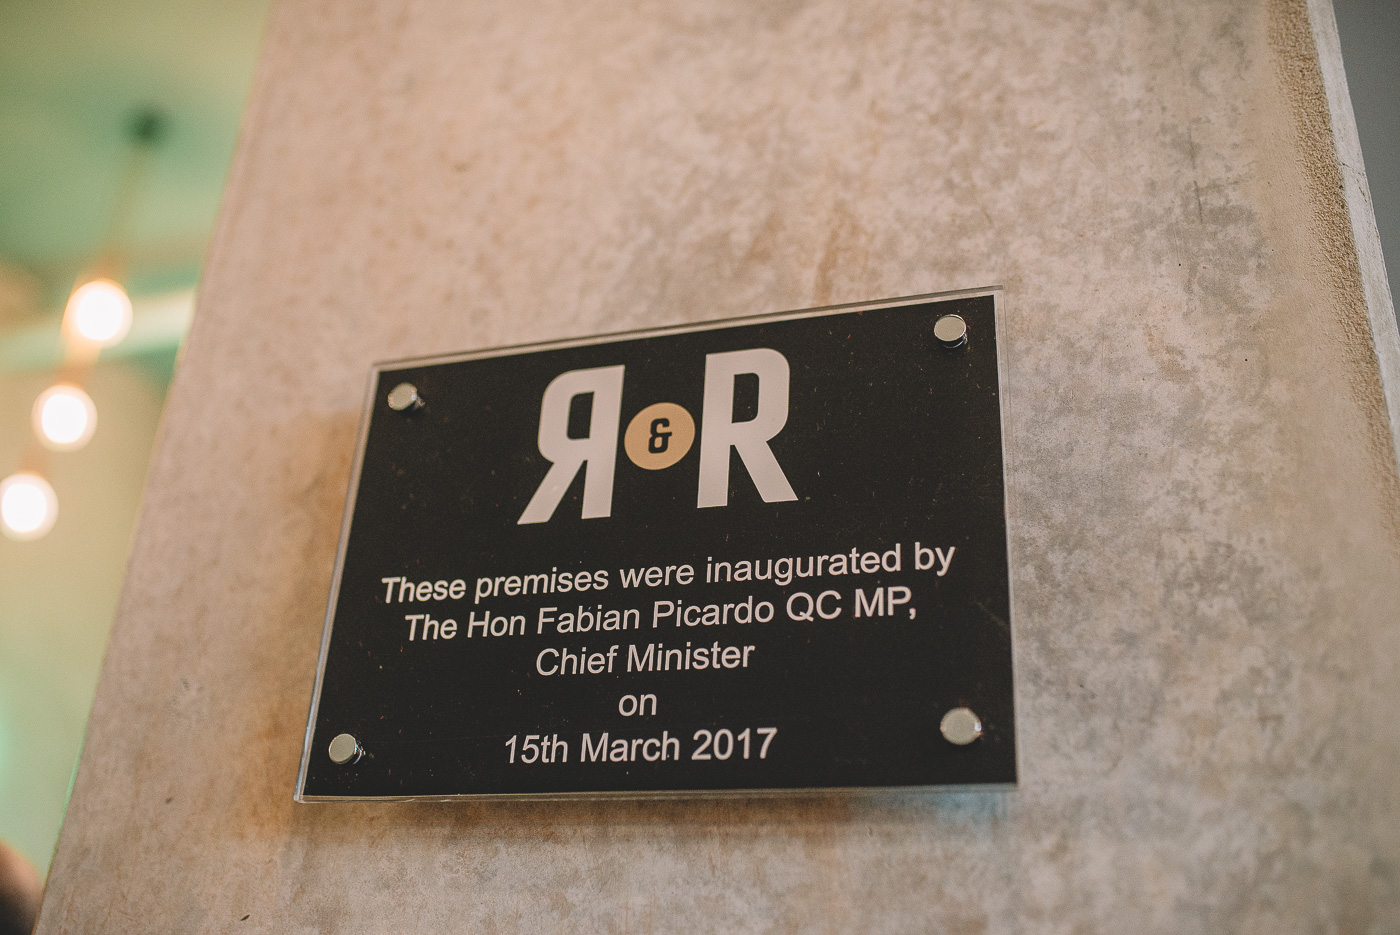 R&R
These premises were inaugurated by
The Hon Fabian Picardo QC MP,
Chief Minister
on
15th March 2017